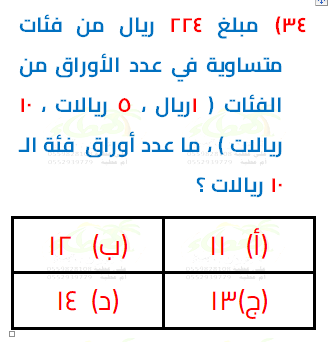 ٣٤) مبلغ ٢٢٤ ريال من فئات
متساوية في عدد الأوراق من
الفئات ( ١ريال ، ٥ ريالات ، ١٠
ريالات ) ، ما عدد أوراق فئة الـ
١٠ ريالات ؟
(أ) ١١
(ب) ١٢
(ج)١٣
(د) ١٤